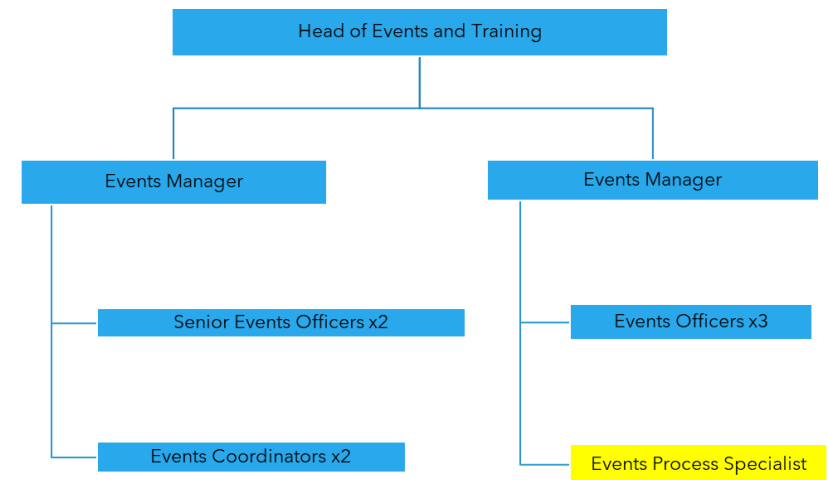 Head of Events and Training
Events Manager
Events Manager
Senior Events Officers x2
Events Officers x3
Events Coordinators x2
Events Process Specialist